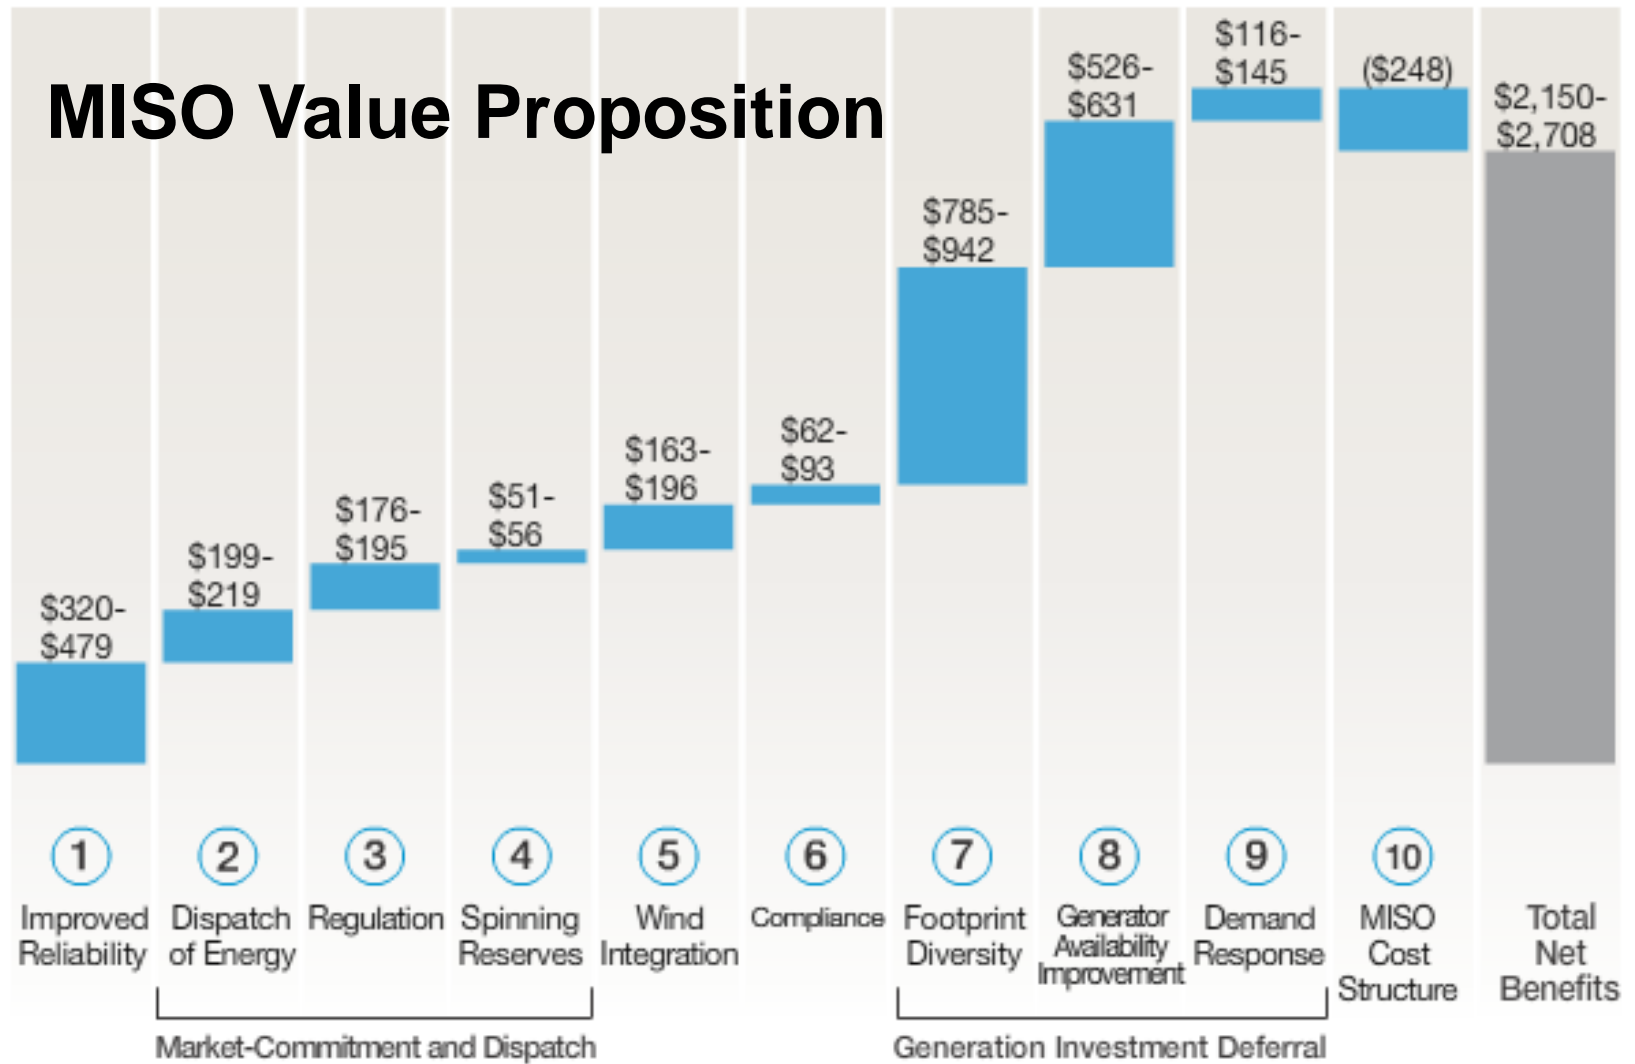 MISO Value Proposition
$320-
$479
$199-
$219
$176-
$195
$51-
$56
$163-
$196
$62-
$93
$785-
$942
$526-
$631
$116-
$145
($248)
$2,150-
$2,708
1
Improved
Reliability
2
Dispatch
of Energy
3
Regulation
4
Spinning
Reserves
5
Wind
Integration
6
Compliance
7
Footprint
Diversity
8
Generator
Availability
Improvement
9
Demand
Response
10
MISO
Cost
Structure
Total
Net
Benefits
Market-Commitment and Dispatch
Generation Investment Deferral